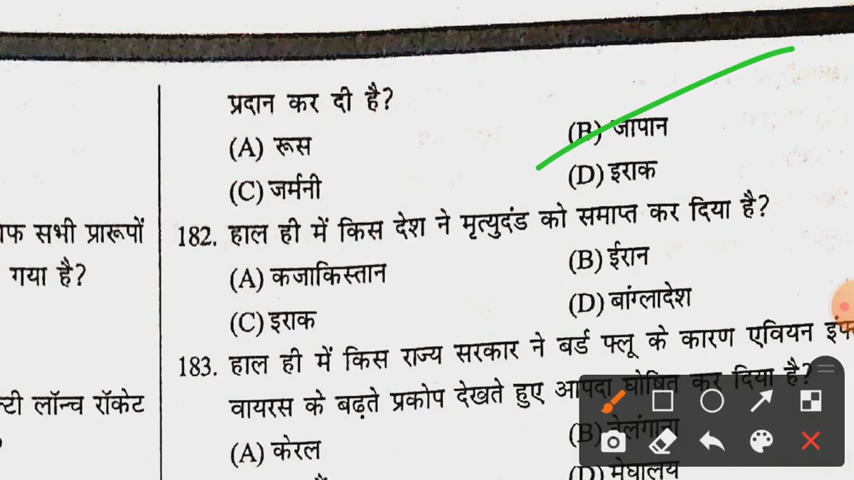 प्रदान कर दी है?
(A) रूस
(B) जापान
(C) जर्मनी
(D) इराक
सभी प्रारूपों
गया है?
182. हाल ही में किस देश ने मृत्युदंड को समाप्त कर दिया है?
(A) कजाकिस्तान
(B) ईरान
(C) इराक
(D) बांग्लादेश
183. हाल ही में किस राज्य सरकार ने बर्ड फ्लू के कारण एवियन
वायरस के बढ़ते प्रकोप देखते हुए आपदा घोषित कर दिया है?
लॉन्च रॉकेट
(A) केरल
(B) तेलंगाना
(D) मेघालय